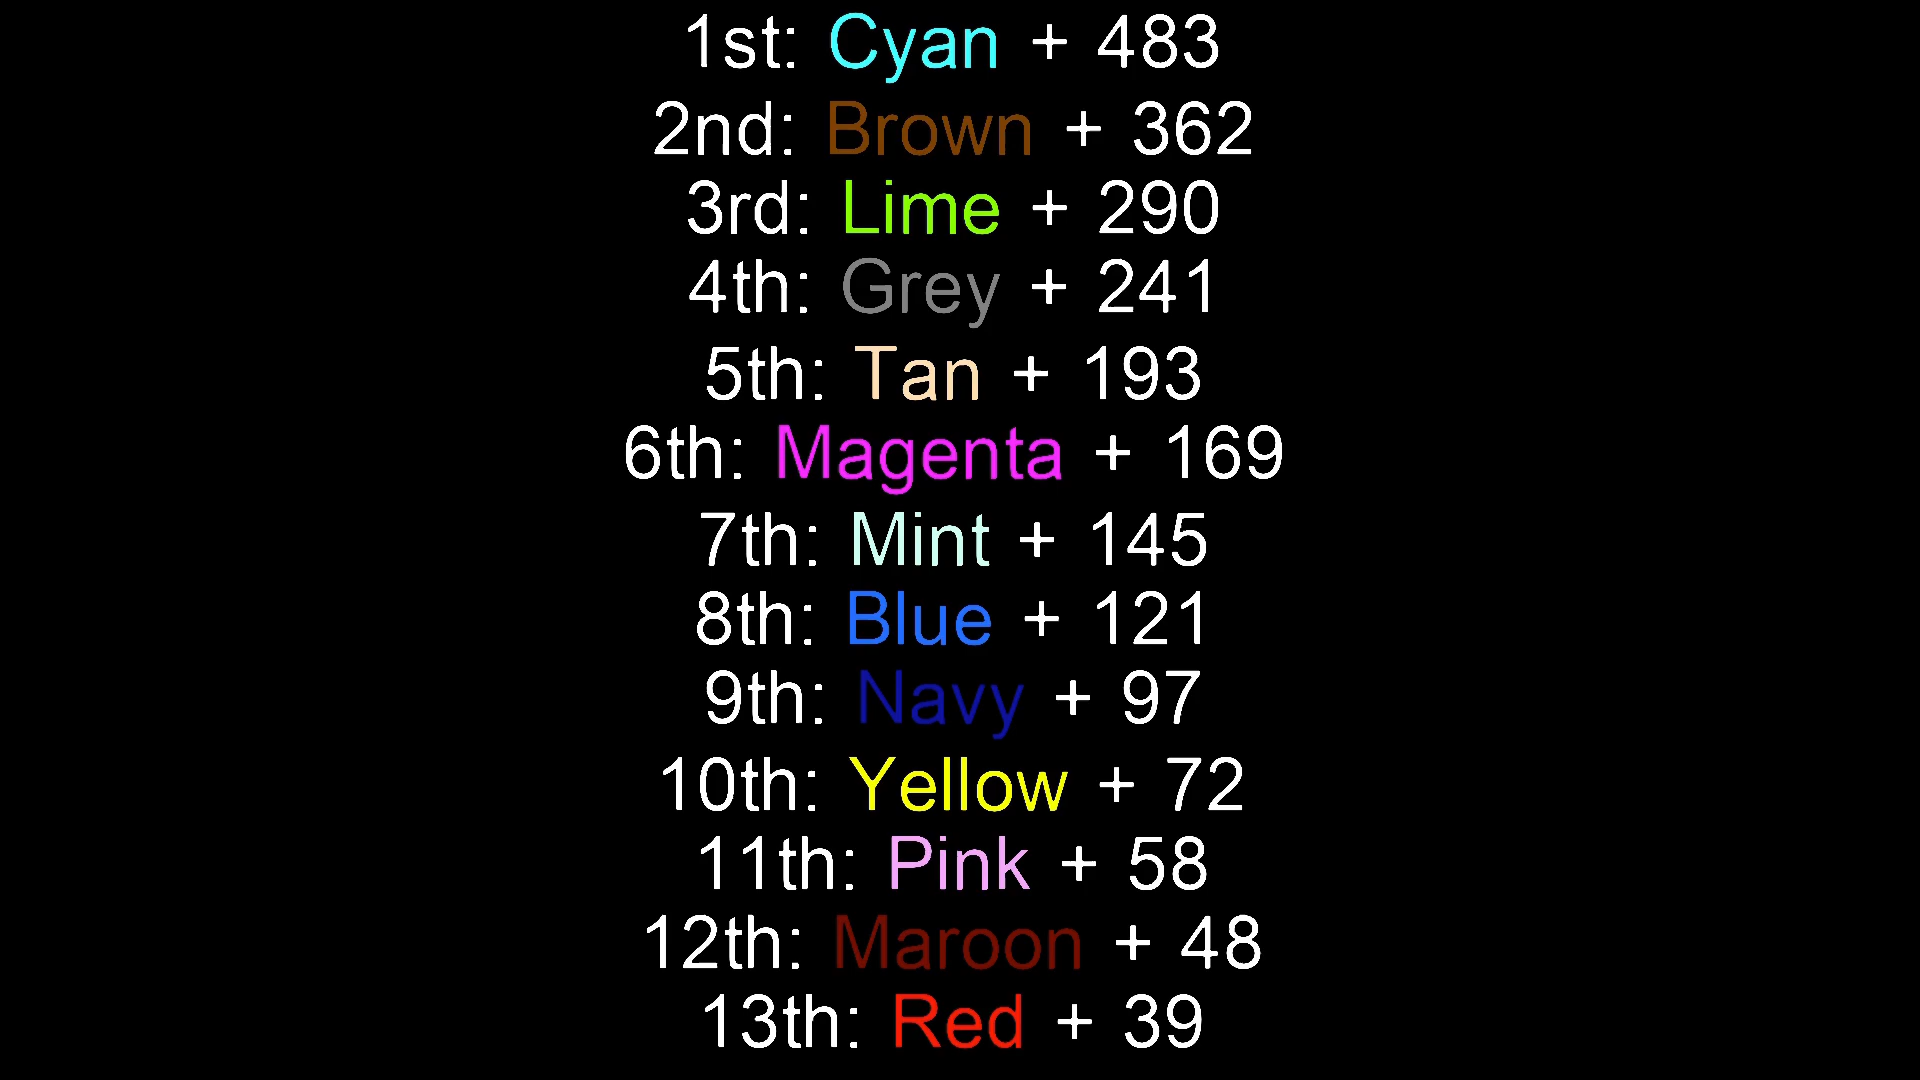 1st: Cyan + 483
2nd: Brown + 362
3rd: Lime + 290
4th: Grey + 241
5th: Tan + 193
6th: Magenta + 169
7th: Mint + 145
8th: Blue + 121
9th: Navy + 97
10th: Yellow + 72
11th: Pink + 58
12th: Maroon + 48
13th: Red + 39